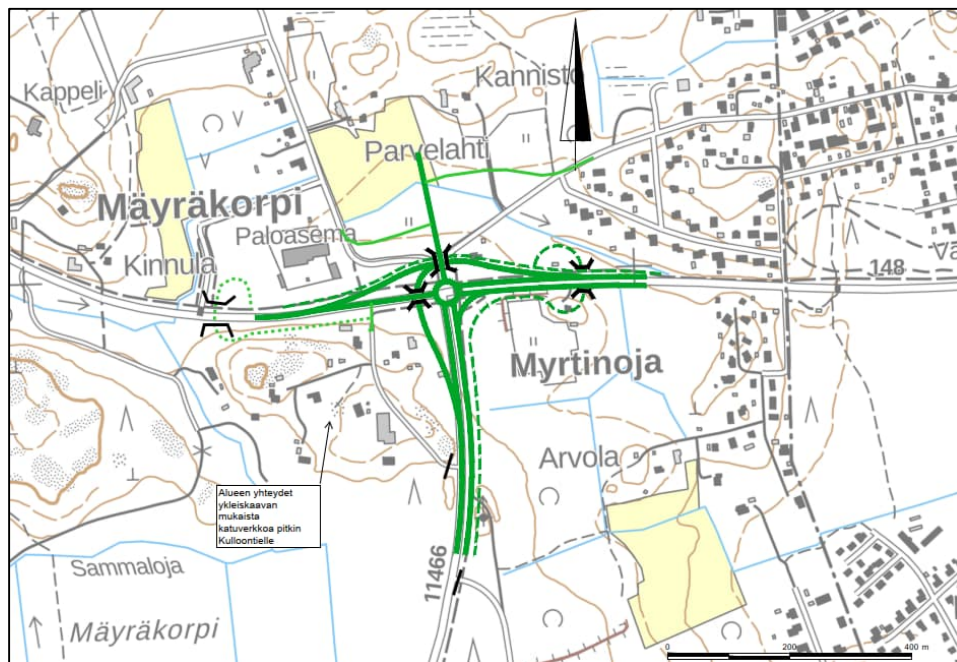 Kannisto
Kappeli
Parvelahti
Mäyräkorpi
Paloasema
Kinnula
148
Myrtinoja
Arvola
Alueen yhteydet
ykleiskaavan
mukaista
katuverkkoa pitkin
Kulloontielle
Sammaloja
11466
Mäyräkorpi
0 200 400 m